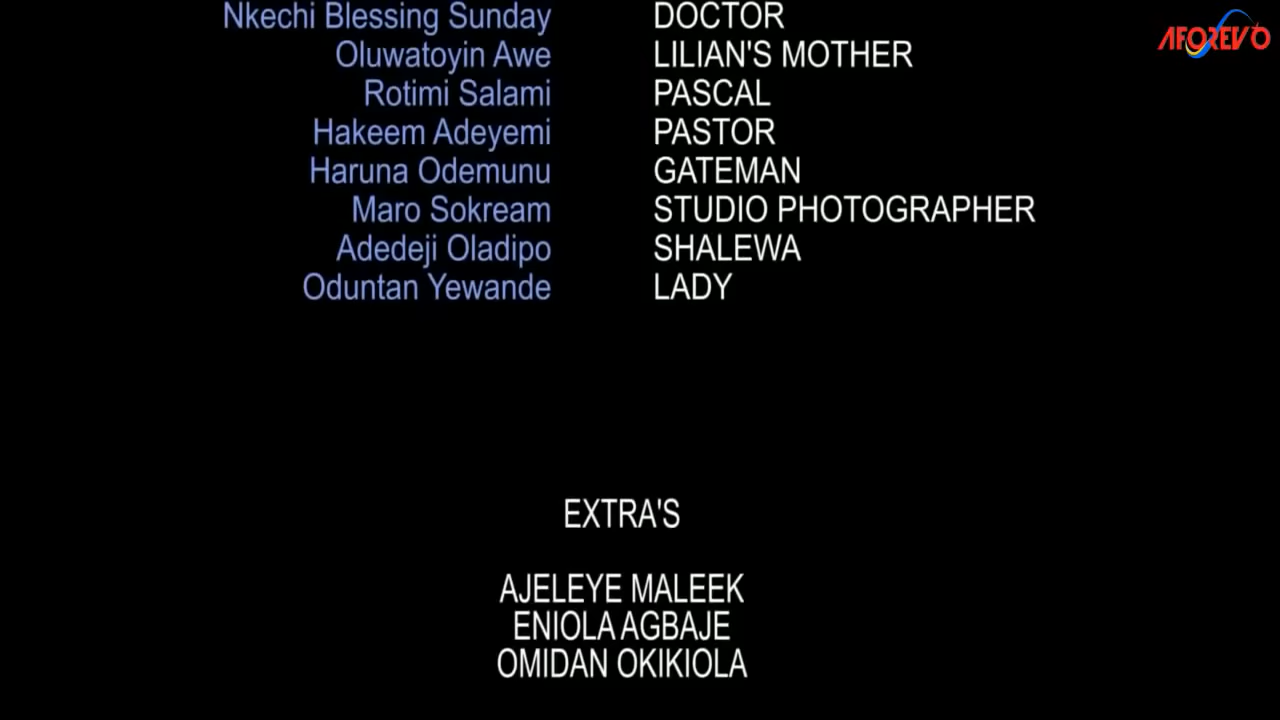 AFOREVO
Nkechi Blessing Sunday DOCTOR
Oluwatoyin Awe LILIAN'S MOTHER
Rotimi Salami PASCAL
Hakeem Adeyemi PASTOR
Haruna Odemunu GATEMAN
Maro Sokream STUDIO PHOTOGRAPHER
Adedeji Oladipo SHALEWA
Oduntan Yewande LADY
EXTRA'S
AJELEYE MALEEK
ENIOLA AGBAJE
OMIDAN OKIKIOLA